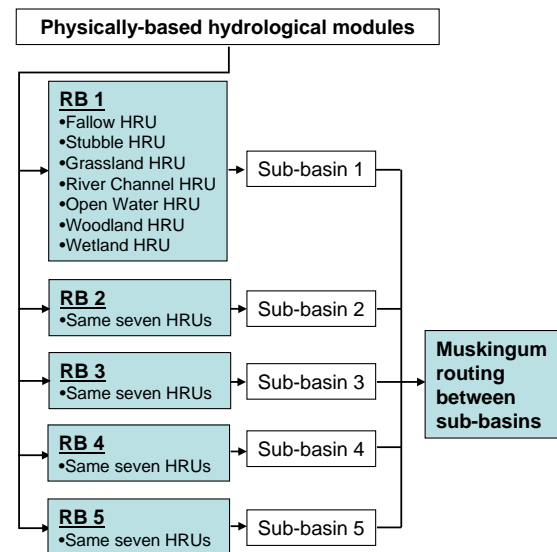 Physically-based hydrological modules
RB 1
•Fallow HRU
•Stubble HRU
•Grassland HRU
•River Channel HRU
•Open Water HRU
•Woodland HRU
•Wetland HRU
Sub-basin 1
RB 2
•Same seven HRUs
Sub-basin 2
RB 3
•Same seven HRUs
Sub-basin 3
RB 4
•Same seven HRUs
Sub-basin 4
RB 5
•Same seven HRUs
Sub-basin 5
Muskingum
routing
between
sub-basins